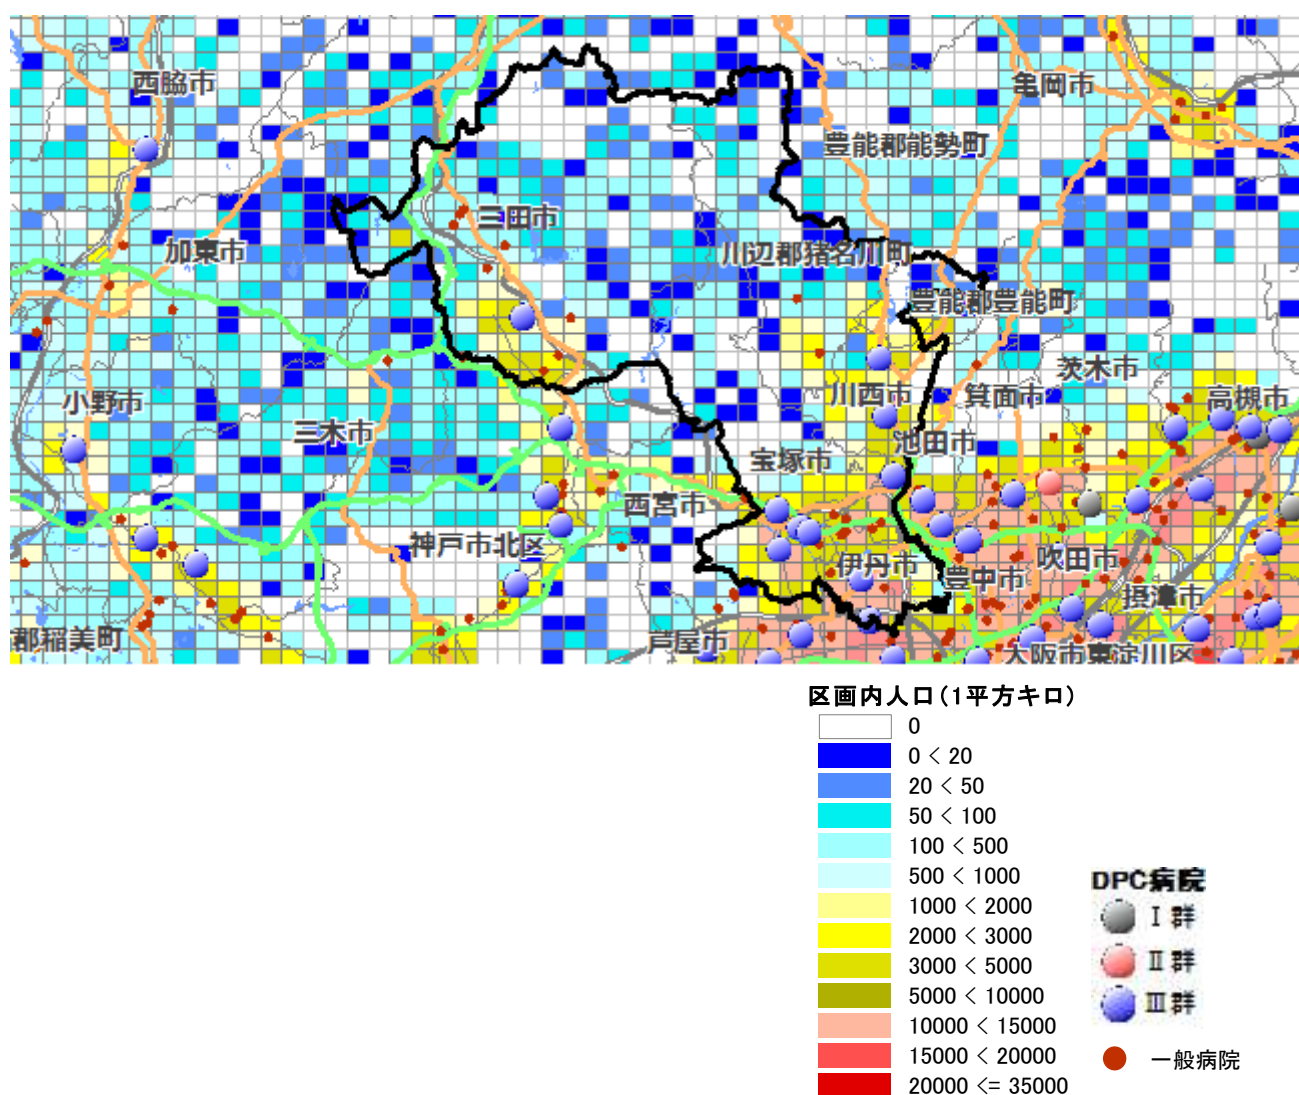 西脇市
亀岡市
豊能郡能勢町
三田市
加東市
川辺郡猪名川町
豊能郡豊能町
茨木市
小野市
川西市
箕面市
高槻市
三木市
池田市
宝塚市
西宮市
神戸市北区
伊丹市
豊中市
吹田市
摂津市
郡稲美町
芦屋市
大阪市東淀川区
区画内人口(1平方キロ)
0
0 < 20
20 < 50
50 < 100
100 < 500
500 < 1000
1000 < 2000
2000 < 3000
3000 < 5000
5000 < 10000
10000 < 15000
15000 < 20000
20000 <= 35000
DPC病院
Ⅰ群
Ⅱ群
Ⅲ群
一般病院